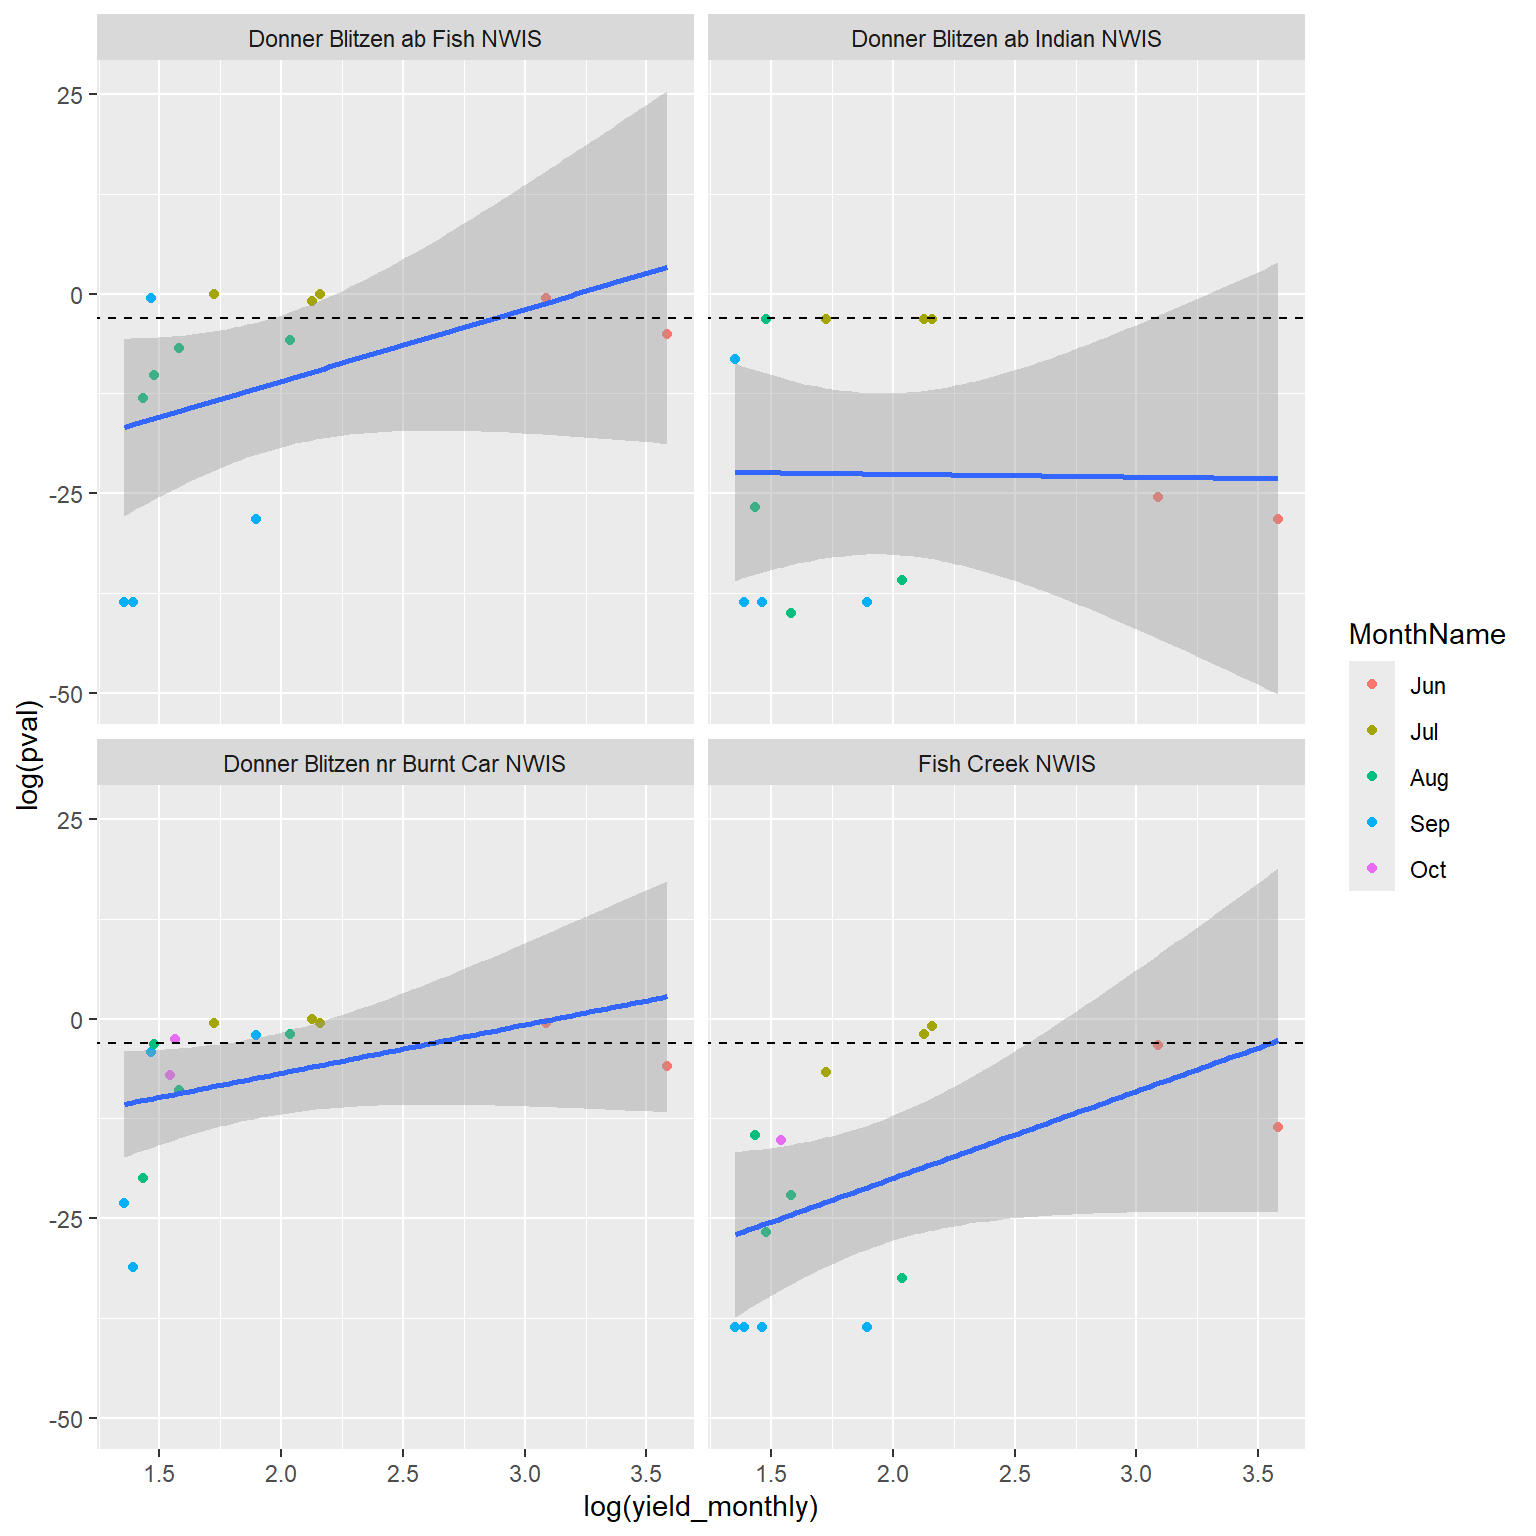 Donner Blitzen ab Fish NWIS
Donner Blitzen ab Indian NWIS
25
0
-25
-50
Donner Blitzen nr Burnt Car NWIS
Fish Creek NWIS
25
0
-25
-50
1.5 2.0 2.5 3.0 3.5
1.5 2.0 2.5 3.0 3.5
log(yield_monthly)
log(pval)
MonthName
Jun
Jul
Aug
Sep
Oct